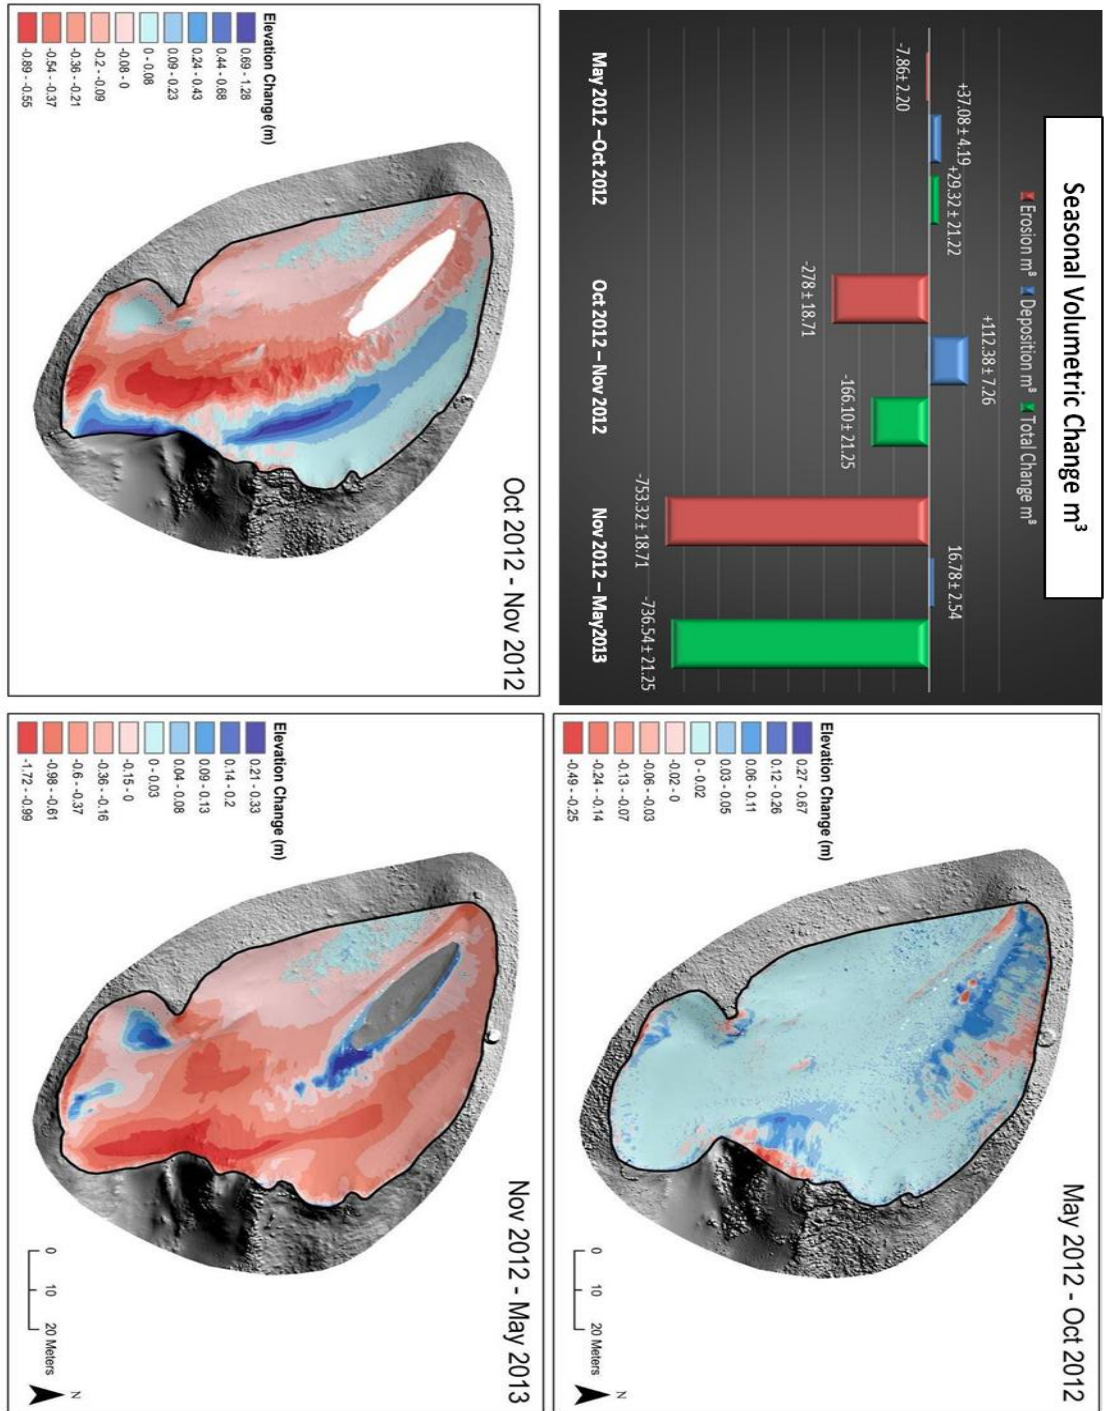 Seasonal Volumetric Change m³
Erosion m³ Deposition m³ Total Change m³
-7.86± 2.20
+37.08 ± 4.19
+29.32 ± 21.22
-278 ± 18.71
+112.38 ± 7.26
-166.10 ± 21.25
-753.32 ± 18.71
16.78 ± 2.54
-736.54 ± 21.25
May 2012 –Oct 2012
Oct 2012 – Nov 2012
Nov 2012 – May2013
May 2012 - Oct 2012
Elevation Change (m)
0.27 - 0.67
0.12 - 0.26
0.06 - 0.11
0.03 - 0.05
0 - 0.02
-0.02 - 0
-0.06 - -0.03
-0.13 - -0.07
-0.24 - -0.14
-0.49 - -0.25
0 10 20 Meters
N
Oct 2012 - Nov 2012
Elevation Change (m)
0.69 - 1.28
0.44 - 0.68
0.24 - 0.43
0.09 - 0.23
0 - 0.08
-0.08 - 0
-0.2 - -0.09
-0.36 - -0.21
-0.54 - -0.37
-0.89 - -0.55
Nov 2012 - May 2013
Elevation Change (m)
0.21 - 0.33
0.14 - 0.2
0.09 - 0.13
0.04 - 0.08
0 - 0.03
-0.15 - 0
-0.36 - -0.16
-0.6 - -0.37
-0.98 - -0.61
-1.72 - -0.99
0 10 20 Meters
N